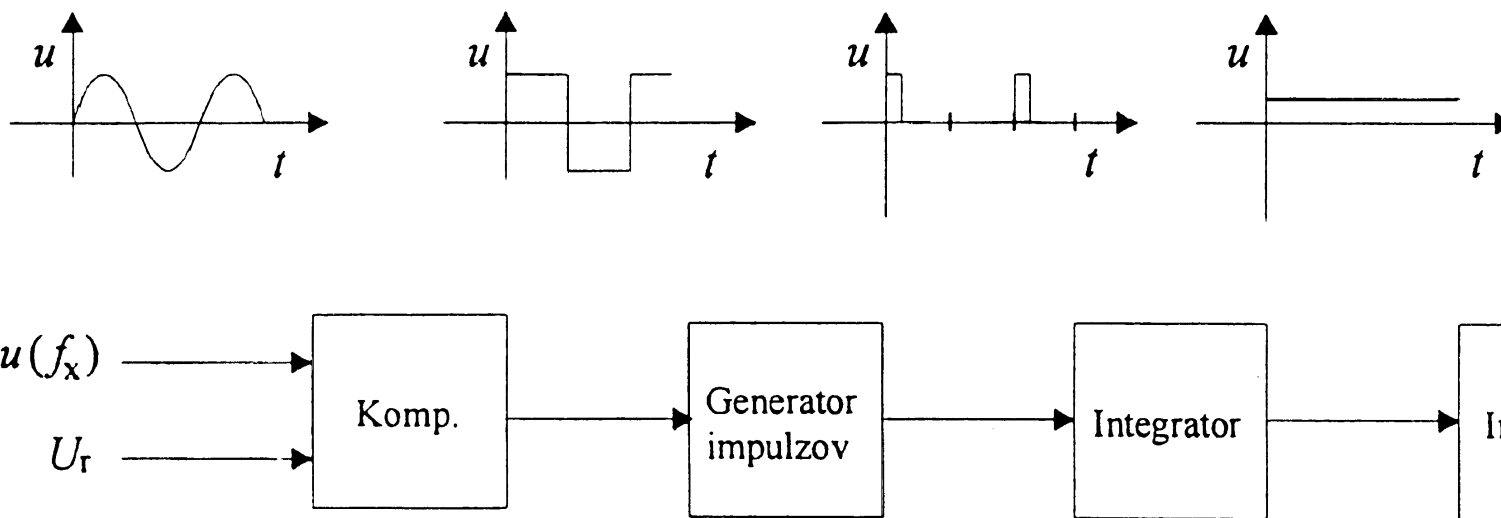 u
u
u
u
t
t
t
t
u(fx)
Ur
Komp.
Generator
impulzov
Integrator